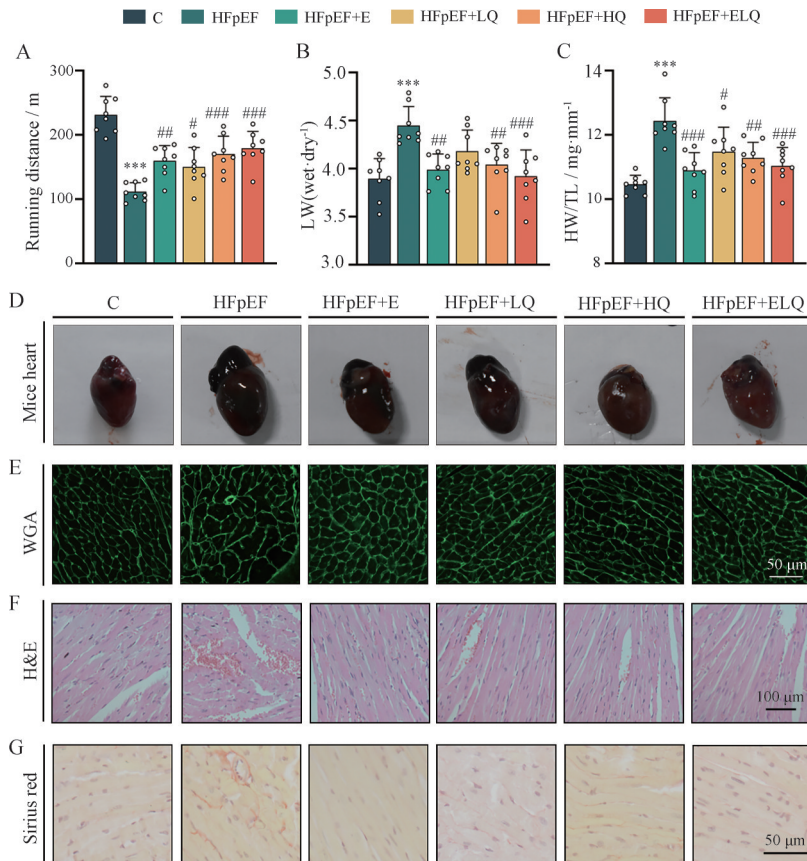 C HFpEF HFpEF+E HFpEF+LQ HFpEF+HQ HFpEF+ELQ
A
Running distance / m
300
200
100
0
***
##
#
###
###
B
LW(wet·dry⁻¹)
5.0
4.5
4.0
3.5
3.0
***
##
##
###
C
HW/TL / mg·mm⁻¹
14
12
10
8
***
###
#
##
###
D
C HFpEF HFpEF+E HFpEF+LQ HFpEF+HQ HFpEF+ELQ
Mice heart
E
WGA
50 μm
F
H&E
100 μm
G
Sirius red
50 μm